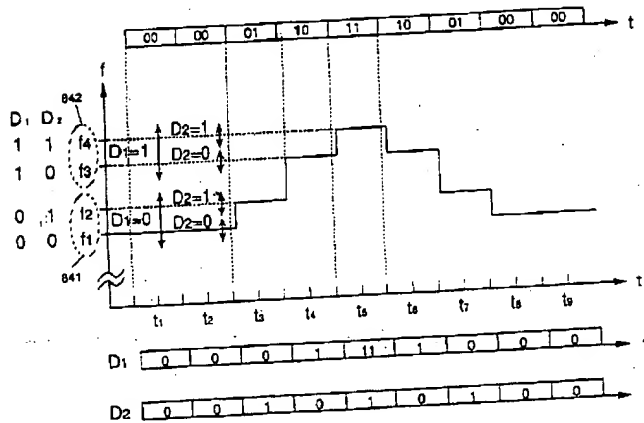 00 00 01 10 11 10 01 00 00 t
f
842
D1 D2
1 1 f4 D1=1 D2=1
1 0 f3 D2=0
0 1 f2 D1=0 D2=1
0 0 f1 D2=0
841
t
t1 t2 t3 t4 t5 t6 t7 t8 t9
D1 0 0 0 1 11 1 0 0 0
D2 0 0 1 0 1 0 1 0 0